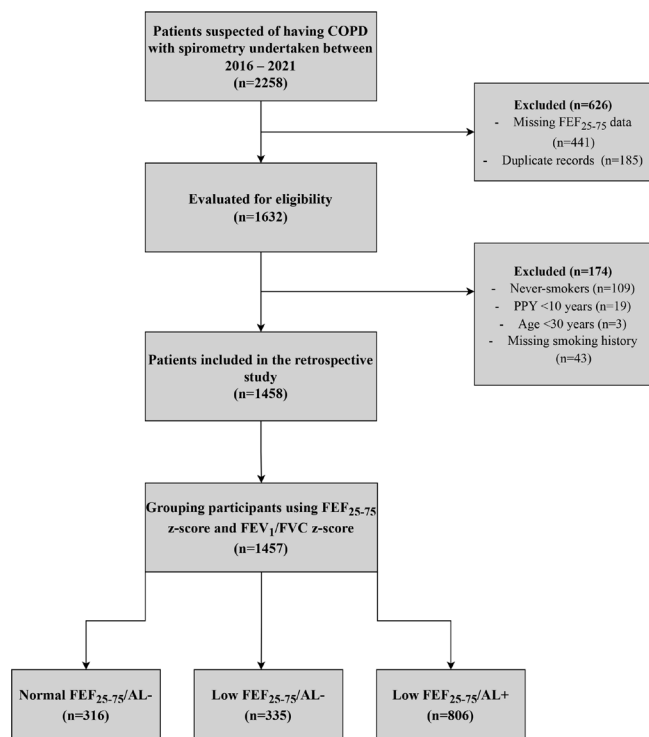 Patients suspected of having COPD
with spirometry undertaken between
2016 – 2021
(n=2258)
Excluded (n=626)
- Missing FEF25-75 data
(n=441)
- Duplicate records (n=185)
Evaluated for eligibility
(n=1632)
Excluded (n=174)
- Never-smokers (n=109)
- PPY <10 years (n=19)
- Age <30 years (n=3)
- Missing smoking history
(n=43)
Patients included in the retrospective
study
(n=1458)
Grouping participants using FEF25-75
z-score and FEV1/FVC z-score
(n=1457)
Normal FEF25-75/AL-
(n=316)
Low FEF25-75/AL-
(n=335)
Low FEF25-75/AL+
(n=806)